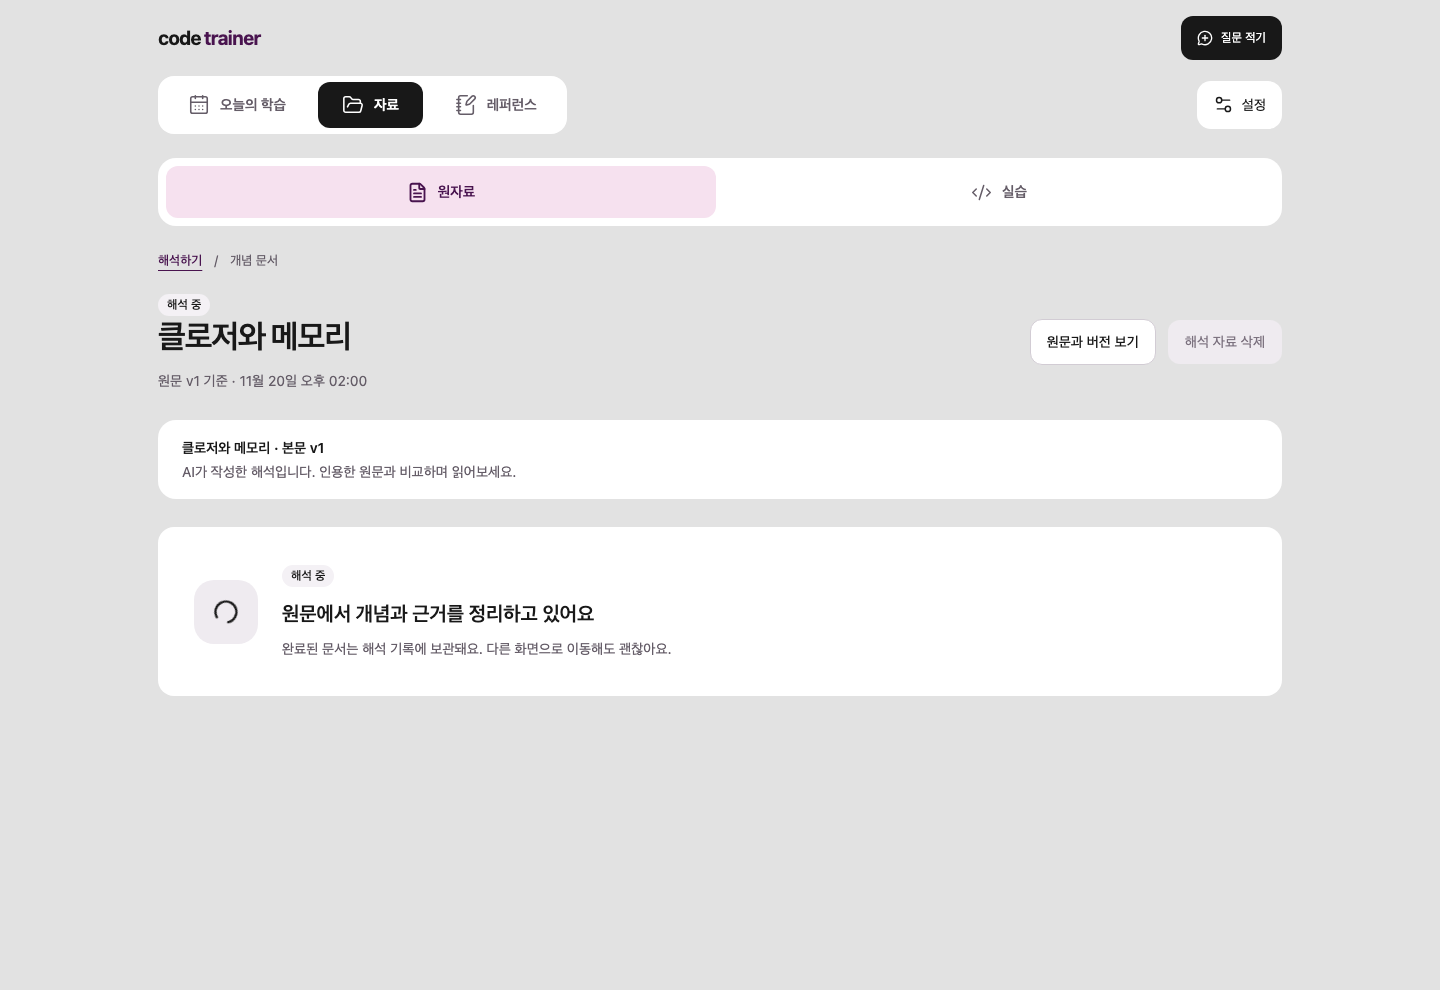 code trainer
질문 적기
오늘의 학습
자료
레퍼런스
설정
원자료
실습
해석하기 / 개념 문서
해석 중
클로저와 메모리
원문과 버전 보기
해석 자료 삭제
원문 v1 기준 · 11월 20일 오후 02:00
클로저와 메모리 · 본문 v1
AI가 작성한 해석입니다. 인용한 원문과 비교하며 읽어보세요.
해석 중
원문에서 개념과 근거를 정리하고 있어요
완료된 문서는 해석 기록에 보관돼요. 다른 화면으로 이동해도 괜찮아요.